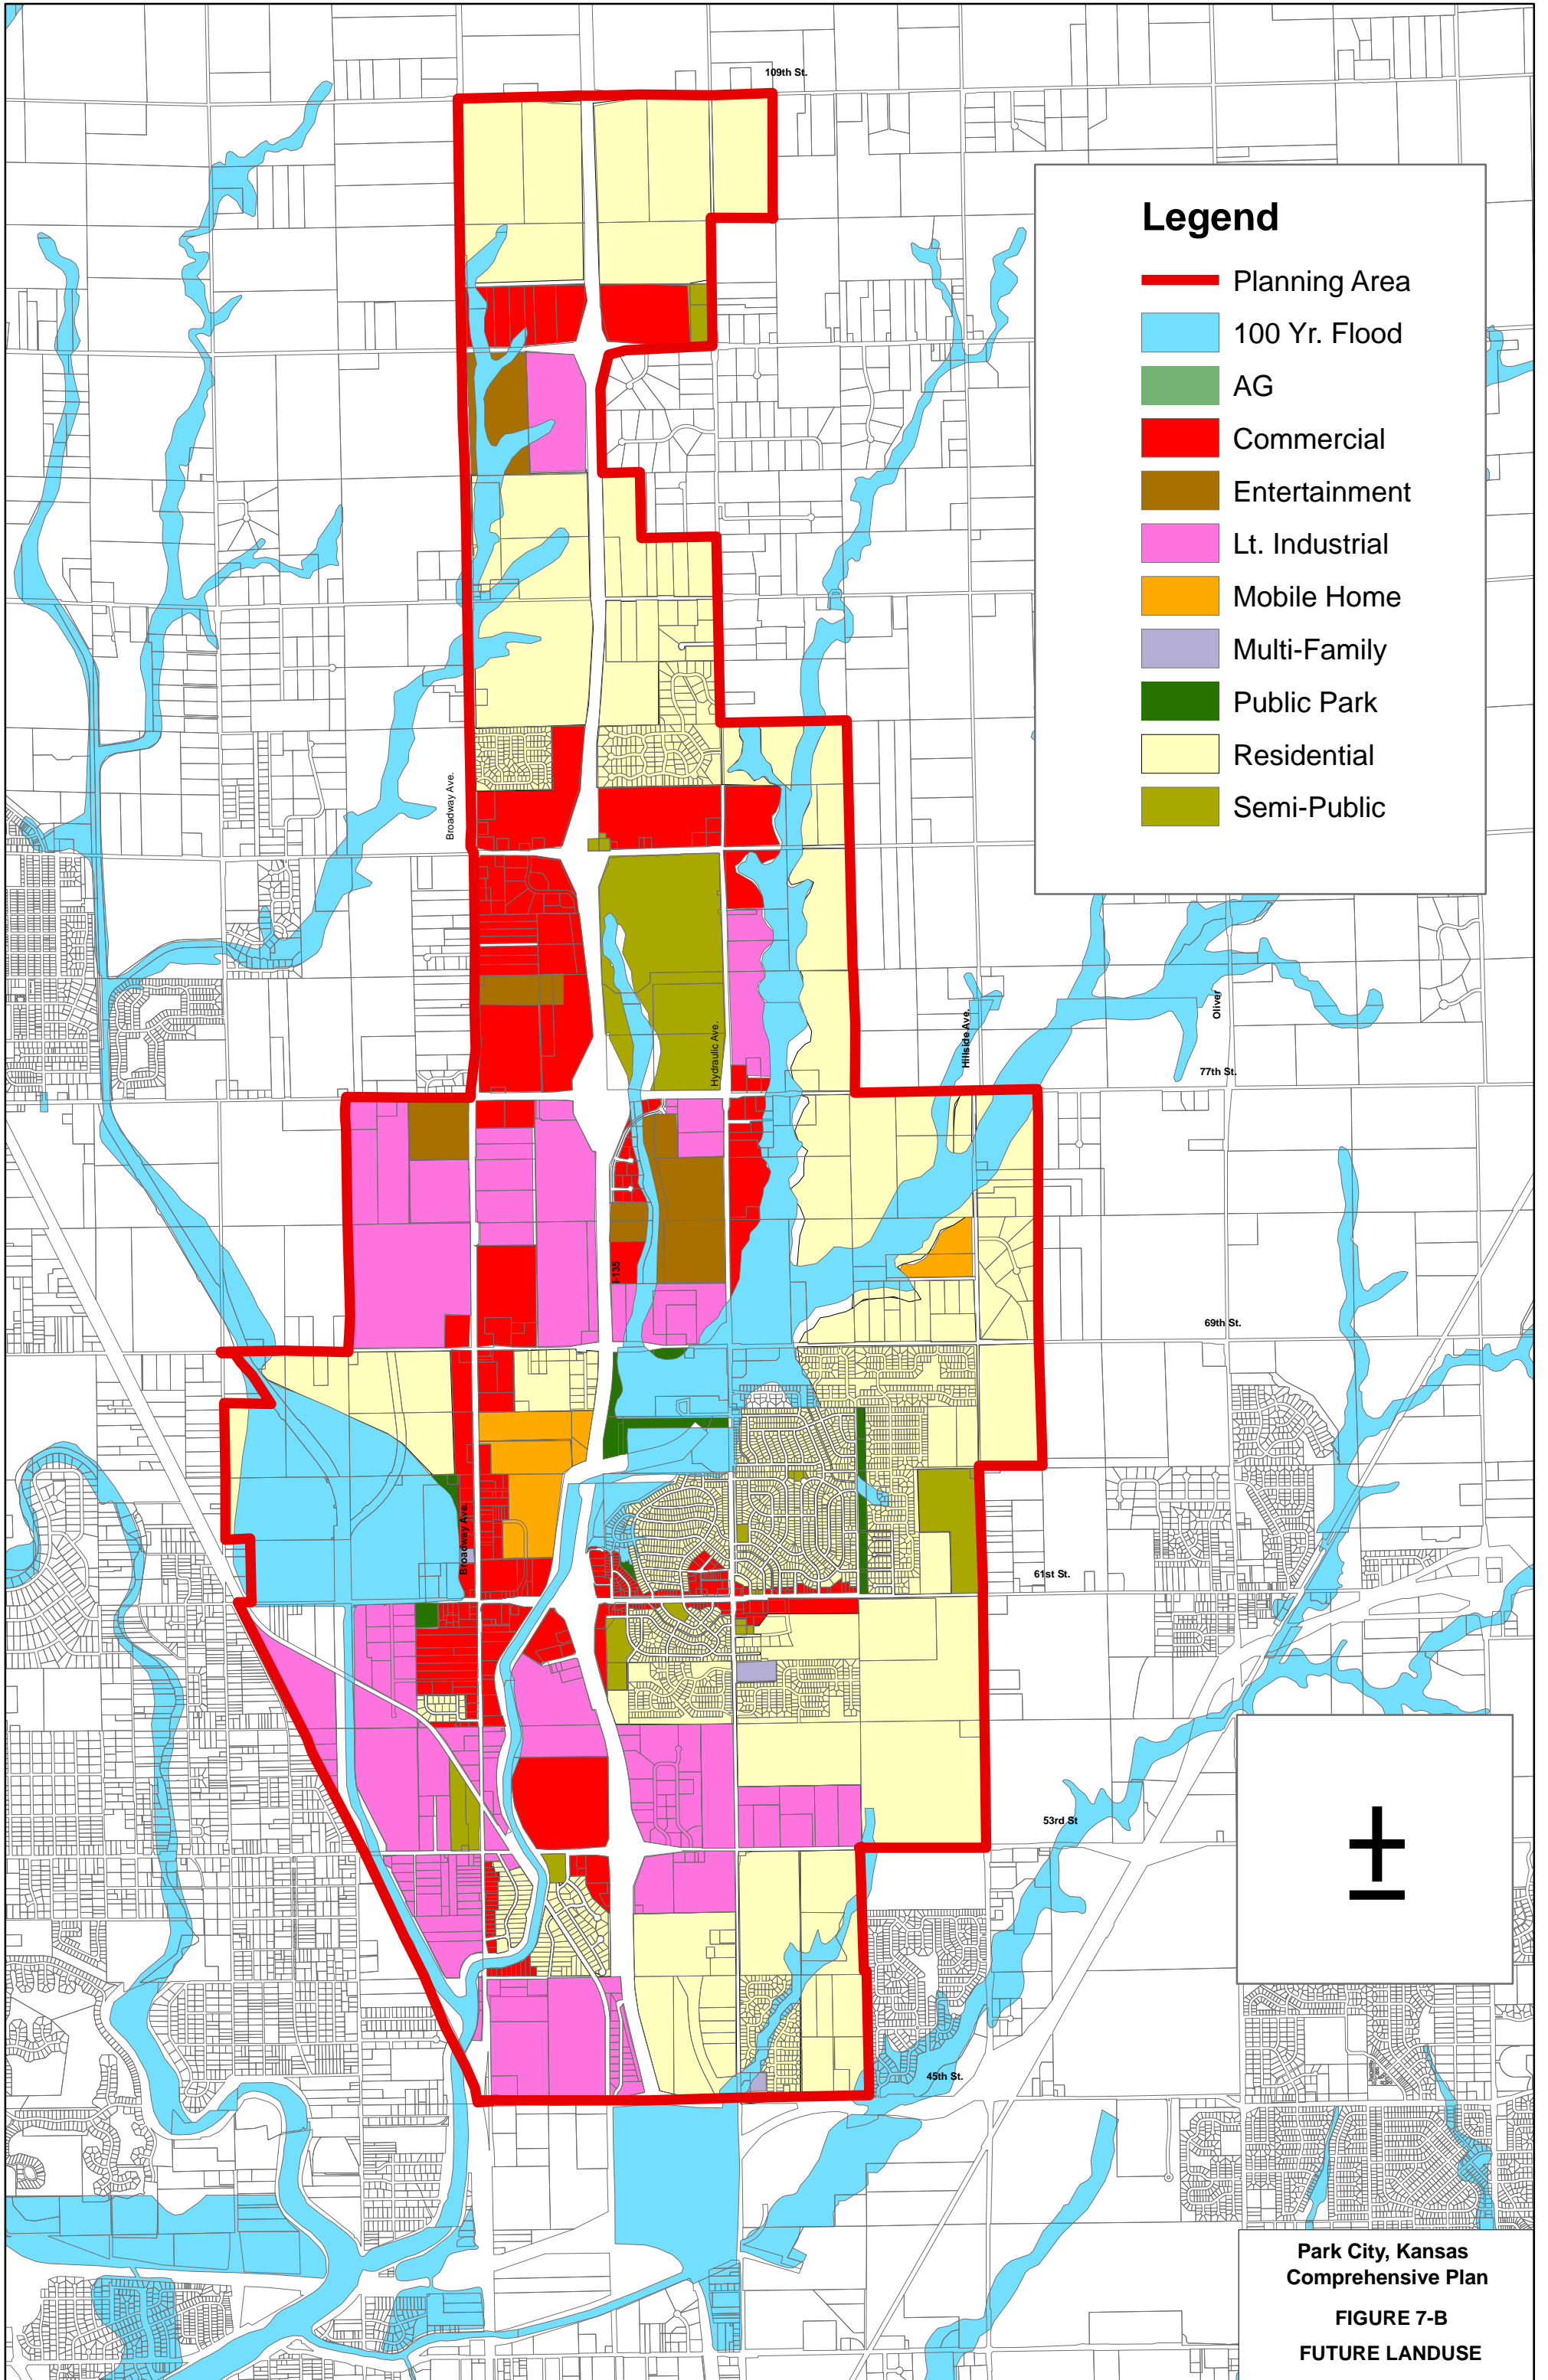 109th St.
Legend
Planning Area
100 Yr. Flood
AG
Commercial
Entertainment
Lt. Industrial
Mobile Home
Multi-Family
Public Park
Residential
Semi-Public
Broadway Ave.
Hydraulic Ave.
Hillside Ave.
Oliver
77th St.
I-135
69th St.
Broadway Ave.
61st St.
53rd St
±
45th St.
Park City, Kansas
Comprehensive Plan
FIGURE 7-B
FUTURE LANDUSE